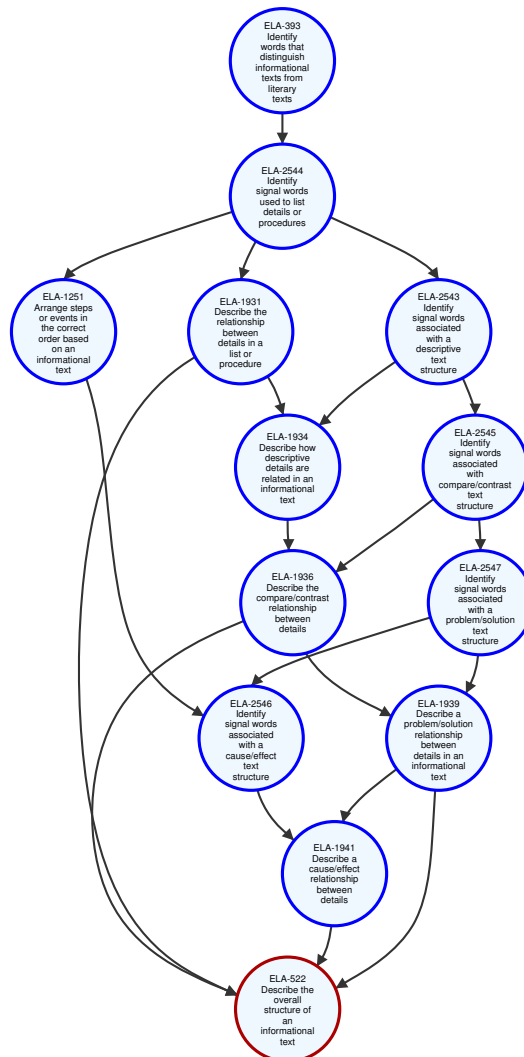 ELA-393
Identify
words that
distinguish
informational
texts from
literary
texts
ELA-2544
Identify
signal words
used to list
details or
procedures
ELA-1251
Arrange steps
or events in
the correct
order based
on an
informational
text
ELA-1931
Describe the
relationship
between
details in a
list or
procedure
ELA-2543
Identify
signal words
associated
with a
descriptive
text
structure
ELA-1934
Describe how
descriptive
details are
related in an
informational
text
ELA-2545
Identify
signal words
associated
with
compare/contrast
text
structure
ELA-1936
Describe the
compare/contrast
relationship
between
details
ELA-2547
Identify
signal words
associated
with a
problem/solution
text
structure
ELA-2546
Identify
signal words
associated
with a
cause/effect
text
structure
ELA-1939
Describe a
problem/solution
relationship
between
details in an
informational
text
ELA-1941
Describe a
cause/effect
relationship
between
details
ELA-522
Describe the
overall
structure of
an
informational
text